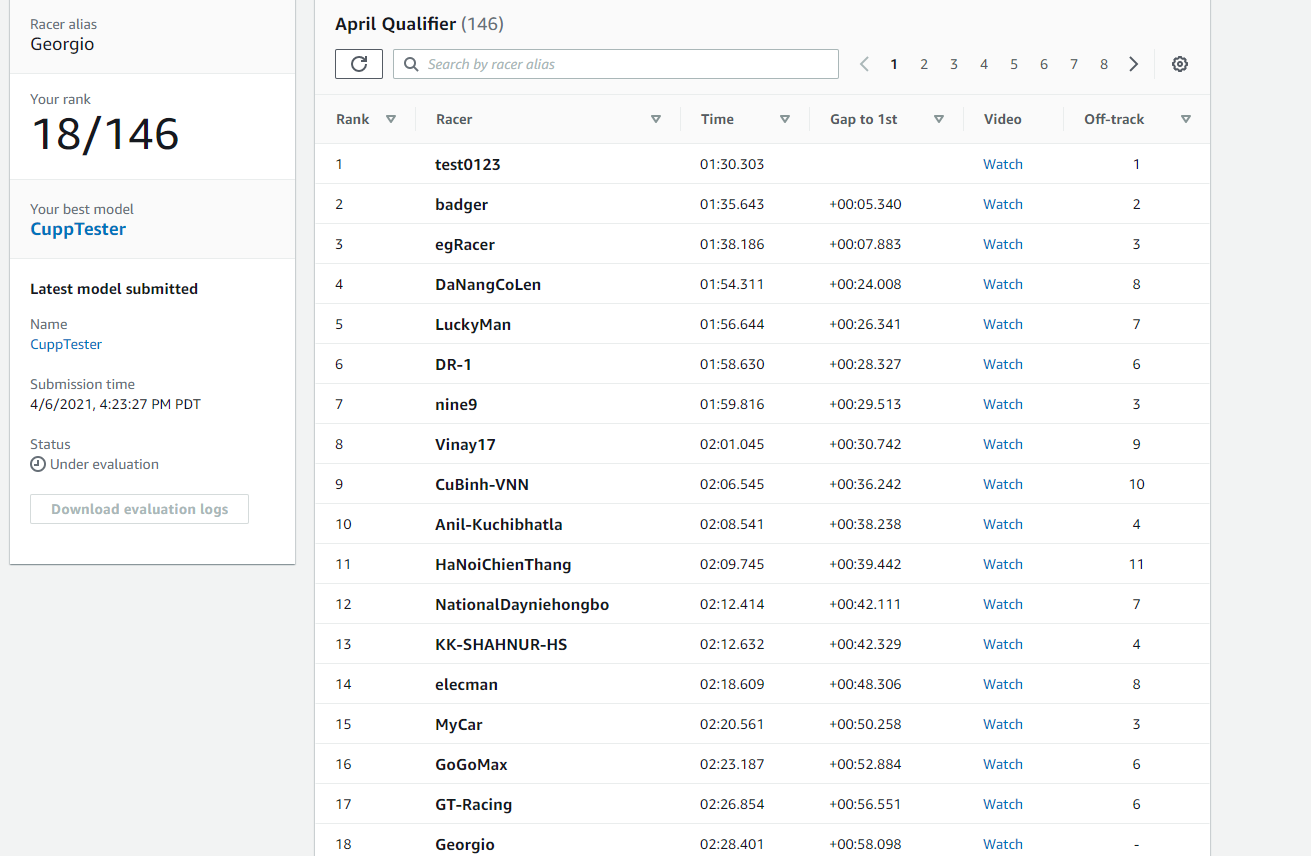 Racer alias
Georgio
Your rank
18/146
Your best model
CuppTester
Latest model submitted
Name
CuppTester
Submission time
4/6/2021, 4:23:27 PM PDT
Status
Under evaluation
Download evaluation logs
April Qualifier (146)
Search by racer alias
1 2 3 4 5 6 7 8
Rank Racer Time Gap to 1st Video Off-track
1 test0123 01:30.303 Watch 1
2 badger 01:35.643 +00:05.340 Watch 2
3 egRacer 01:38.186 +00:07.883 Watch 3
4 DaNangCoLen 01:54.311 +00:24.008 Watch 8
5 LuckyMan 01:56.644 +00:26.341 Watch 7
6 DR-1 01:58.630 +00:28.327 Watch 6
7 nine9 01:59.816 +00:29.513 Watch 3
8 Vinay17 02:01.045 +00:30.742 Watch 9
9 CuBinh-VNN 02:06.545 +00:36.242 Watch 10
10 Anil-Kuchibhatla 02:08.541 +00:38.238 Watch 4
11 HaNoiChienThang 02:09.745 +00:39.442 Watch 11
12 NationalDayniehongbo 02:12.414 +00:42.111 Watch 7
13 KK-SHAHNUR-HS 02:12.632 +00:42.329 Watch 4
14 elecman 02:18.609 +00:48.306 Watch 8
15 MyCar 02:20.561 +00:50.258 Watch 3
16 GoGoMax 02:23.187 +00:52.884 Watch 6
17 GT-Racing 02:26.854 +00:56.551 Watch 6
18 Georgio 02:28.401 +00:58.098 Watch -